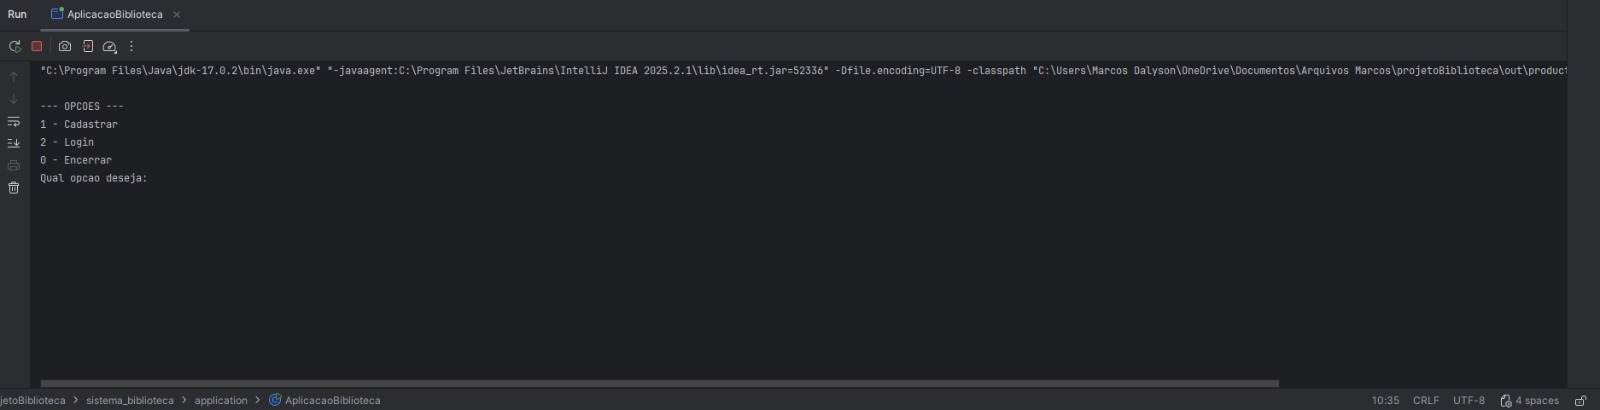 Run AplicacaoBiblioteca
"C:\Program Files\Java\jdk-17.0.2\bin\java.exe" "-javaagent:C:\Program Files\JetBrains\IntelliJ IDEA 2025.2.1\lib\idea_rt.jar=52336" -Dfile.encoding=UTF-8 -classpath "C:\Users\Marcos Dalyson\OneDrive\Documentos\Arquivos Marcos\projetoBiblioteca\out\product
--- OPCOES ---
1 - Cadastrar
2 - Login
0 - Encerrar
Qual opcao deseja:
jetoBiblioteca > sistema_biblioteca > application > AplicacaoBiblioteca 10:35 CRLF UTF-8 4 spaces